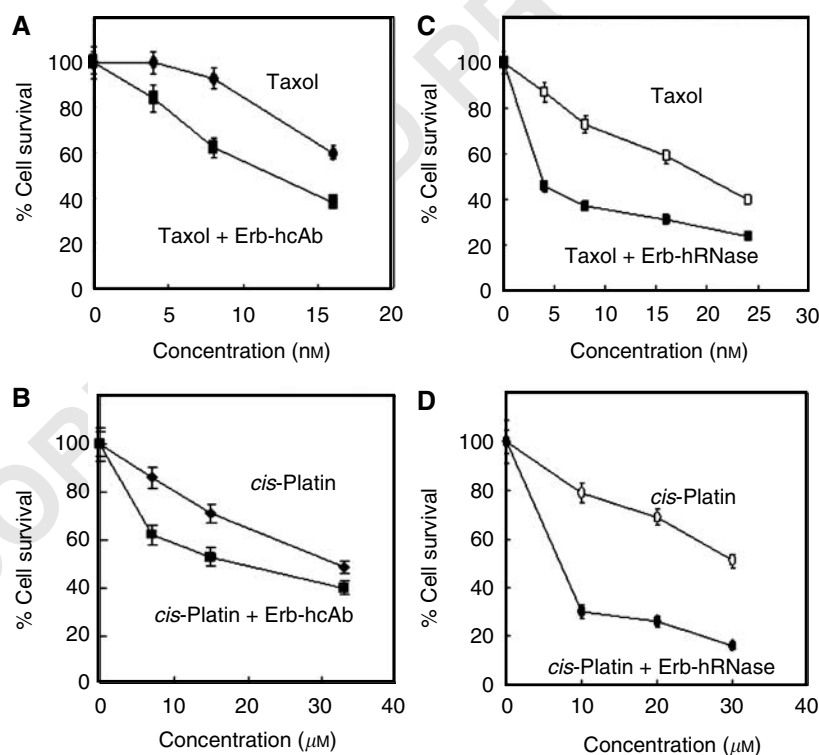 A
100
80
60
40
20
0
% Cell survival
Taxol
Taxol + Erb-hcAb
0 5 10 15 20
Concentration (nM)
C
100
80
60
40
20
0
% Cell survival
Taxol
Taxol + Erb-hRNase
0 5 10 15 20 25 30
Concentration (nM)
B
100
80
60
40
20
0
% Cell survival
cis-Platin
cis-Platin + Erb-hcAb
0 10 20 30 40
Concentration (μM)
D
100
80
60
40
20
0
% Cell survival
cis-Platin
cis-Platin + Erb-hRNase
0 10 20 30 40
Concentration (μM)